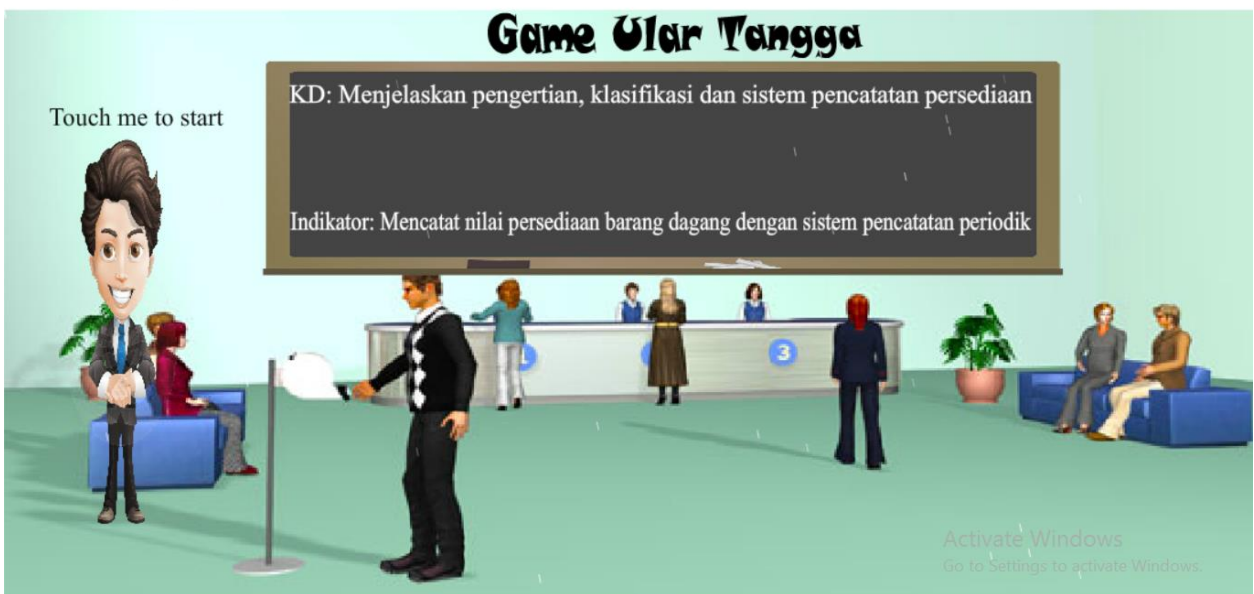 Game Ular Tangga
KD: Menjelaskan pengertian, klasifikasi dan sistem pencatatan persediaan
Touch me to start
Indikator: Mencatat nilai persediaan barang dagang dengan sistem pencatatan periodik
1
3
Activate Windows
Go to Settings to activate Windows.